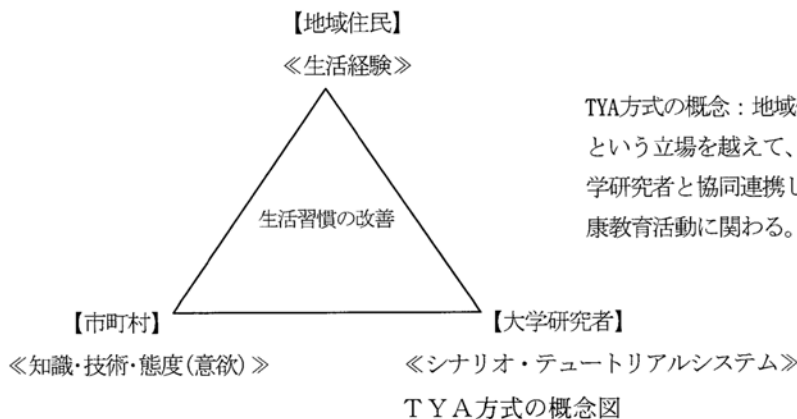 【地域住民】
≪生活経験≫
TYA方式の概念：地域
という立場を越えて、
学研究者と協同連携し
康教育活動に関わる。
生活習慣の改善
【市町村】
【大学研究者】
≪知識･技術･態度(意欲)≫
≪シナリオ・テュートリアルシステム≫
ＴＹＡ方式の概念図